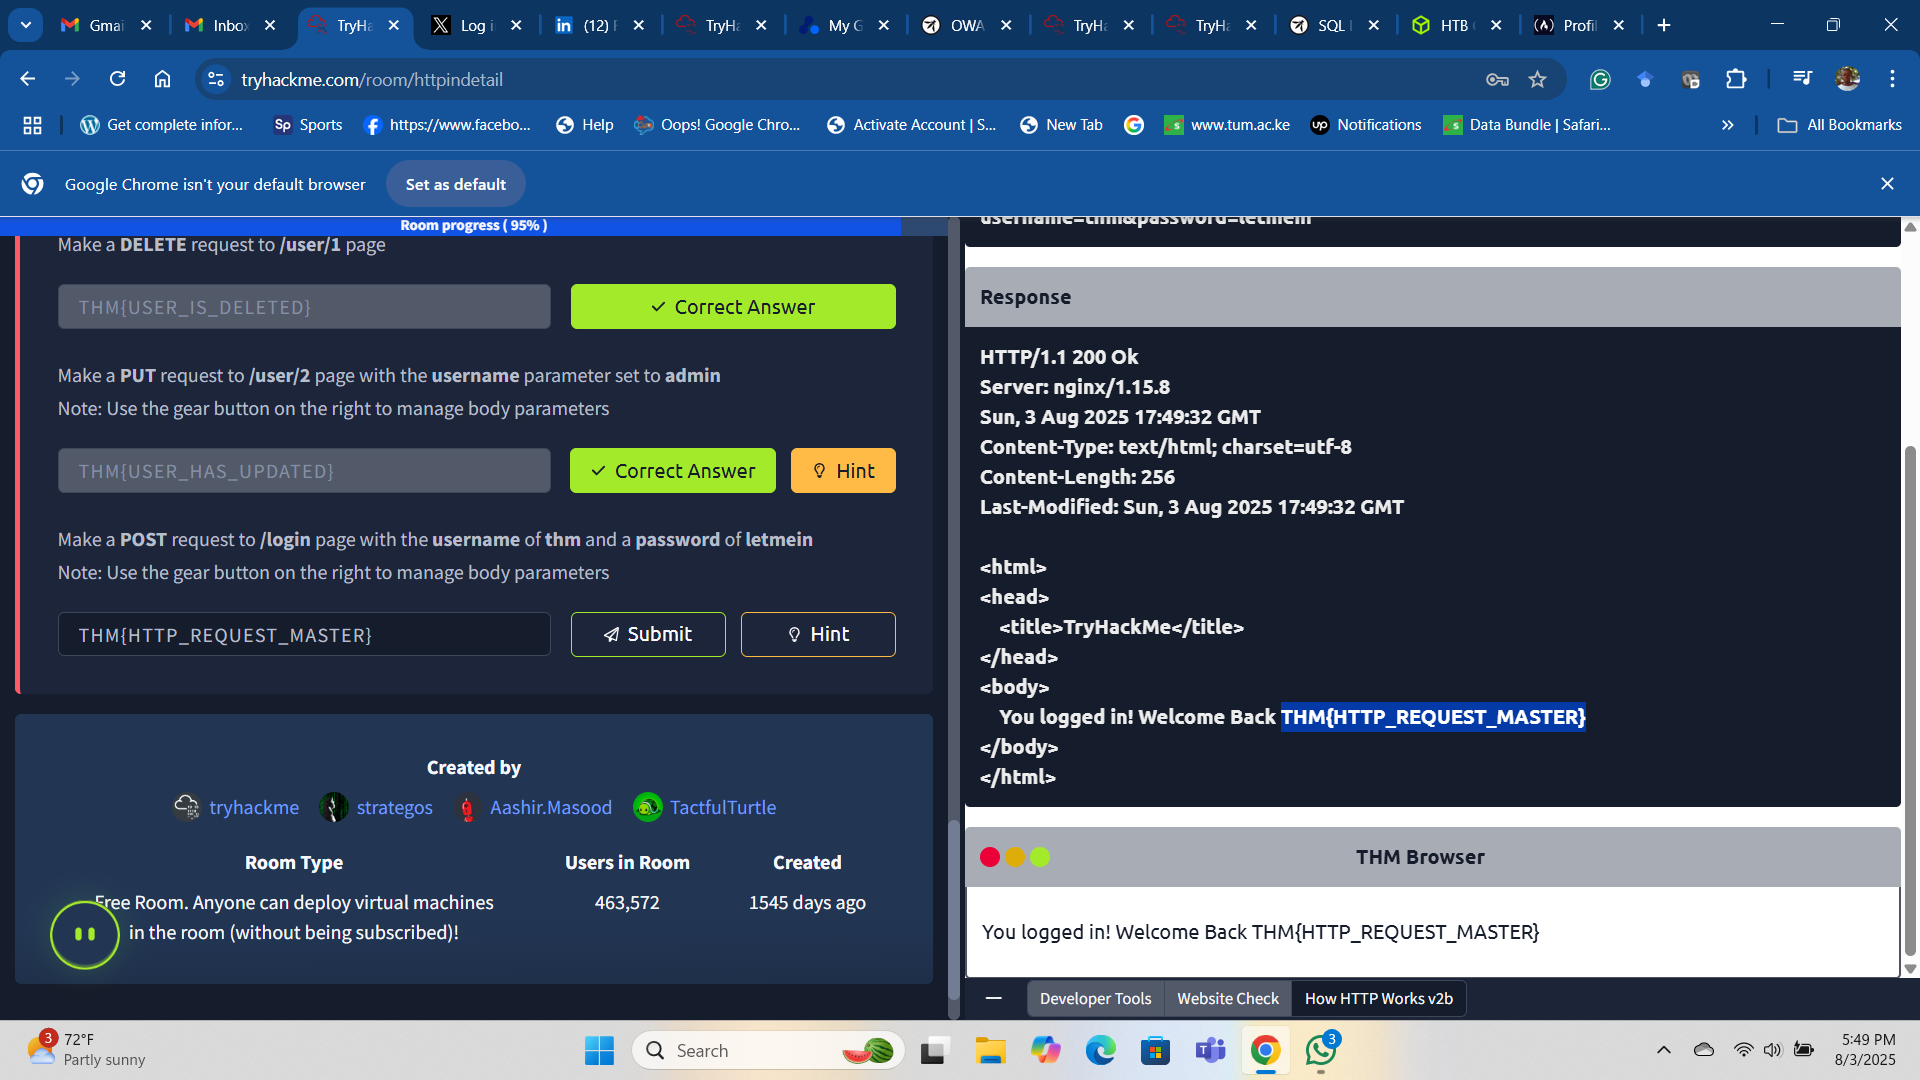 Gmai
Inbox
TryHa
Log i
(12) F
TryHa
My G
OWA
TryHa
TryHa
SQL I
HTB
Profil
tryhackme.com/room/httpindetail
Get complete infor...
Sports
https://www.facebo...
Help
Oops! Google Chro...
Activate Account | S...
New Tab
www.tum.ac.ke
Notifications
Data Bundle | Safari...
All Bookmarks
Google Chrome isn't your default browser
Set as default
Room progress ( 95% )
Make a DELETE request to /user/1 page
THM{USER_IS_DELETED}
Correct Answer
Make a PUT request to /user/2 page with the username parameter set to admin
Note: Use the gear button on the right to manage body parameters
THM{USER_HAS_UPDATED}
Correct Answer
Hint
Make a POST request to /login page with the username of thm and a password of letmein
Note: Use the gear button on the right to manage body parameters
THM{HTTP_REQUEST_MASTER}
Submit
Hint
Created by
tryhackme
strategos
Aashir.Masood
TactfulTurtle
Room Type
Users in Room
Created
Free Room. Anyone can deploy virtual machines
in the room (without being subscribed)!
463,572
1545 days ago
username=thm&password=letmein
Response
HTTP/1.1 200 Ok
Server: nginx/1.15.8
Sun, 3 Aug 2025 17:49:32 GMT
Content-Type: text/html; charset=utf-8
Content-Length: 256
Last-Modified: Sun, 3 Aug 2025 17:49:32 GMT
<html>
<head>
<title>TryHackMe</title>
</head>
<body>
You logged in! Welcome Back THM{HTTP_REQUEST_MASTER}
</body>
</html>
THM Browser
You logged in! Welcome Back THM{HTTP_REQUEST_MASTER}
Developer Tools
Website Check
How HTTP Works v2b
3
72°F
Partly sunny
Search
3
5:49 PM
8/3/2025